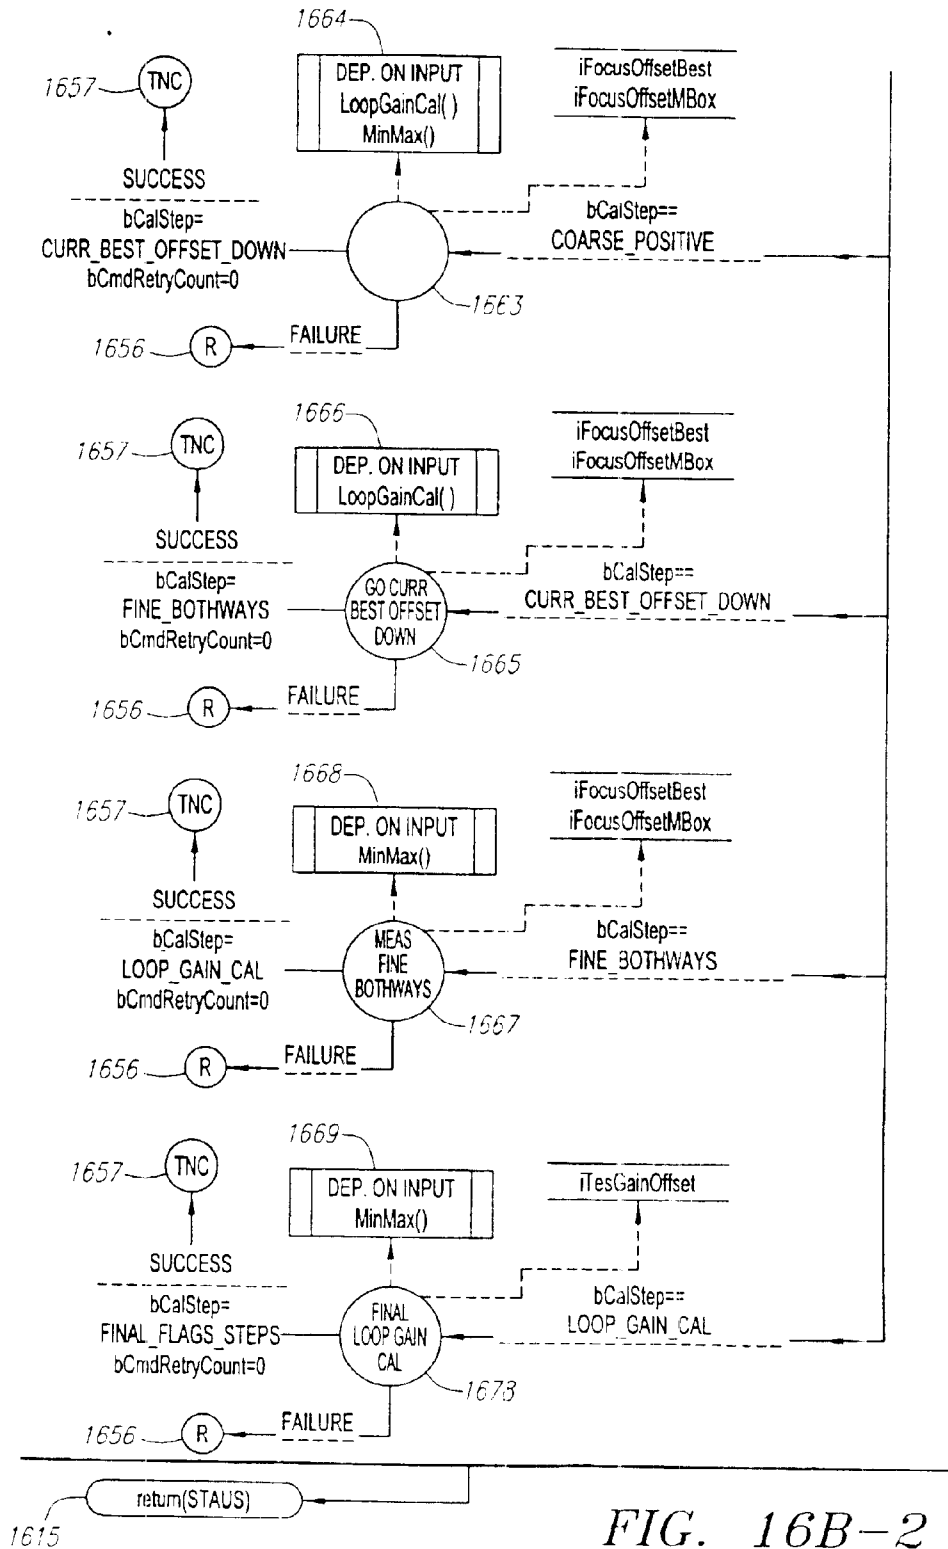 1664
1657
TNC
DEP. ON INPUT
LoopGainCal( )
MinMax()
iFocusOffsetBest
iFocusOffsetMBox
SUCCESS
bCalStep=
CURR_BEST_OFFSET_DOWN
bCmdRetryCount=0
bCalStep==
COARSE_POSITIVE
1663
1656
R
FAILURE
1666
1657
TNC
DEP. ON INPUT
LoopGainCal( )
iFocusOffsetBest
iFocusOffsetMBox
SUCCESS
bCalStep=
FINE_BOTHWAYS
bCmdRetryCount=0
GO CURR
BEST OFFSET
DOWN
bCalStep==
CURR_BEST_OFFSET_DOWN
1665
1656
R
FAILURE
1668
1657
TNC
DEP. ON INPUT
MinMax()
iFocusOffsetBest
iFocusOffsetMBox
SUCCESS
bCalStep=
LOOP_GAIN_CAL
bCmdRetryCount=0
MEAS
FINE
BOTHWAYS
bCalStep==
FINE_BOTHWAYS
1667
1656
R
FAILURE
1669
1657
TNC
DEP. ON INPUT
MinMax()
iTesGainOffset
SUCCESS
bCalStep=
FINAL_FLAGS_STEPS
bCmdRetryCount=0
FINAL
LOOP GAIN
CAL
bCalStep==
LOOP_GAIN_CAL
1678
1656
R
FAILURE
return(STAUS)
1615
FIG. 16B-2